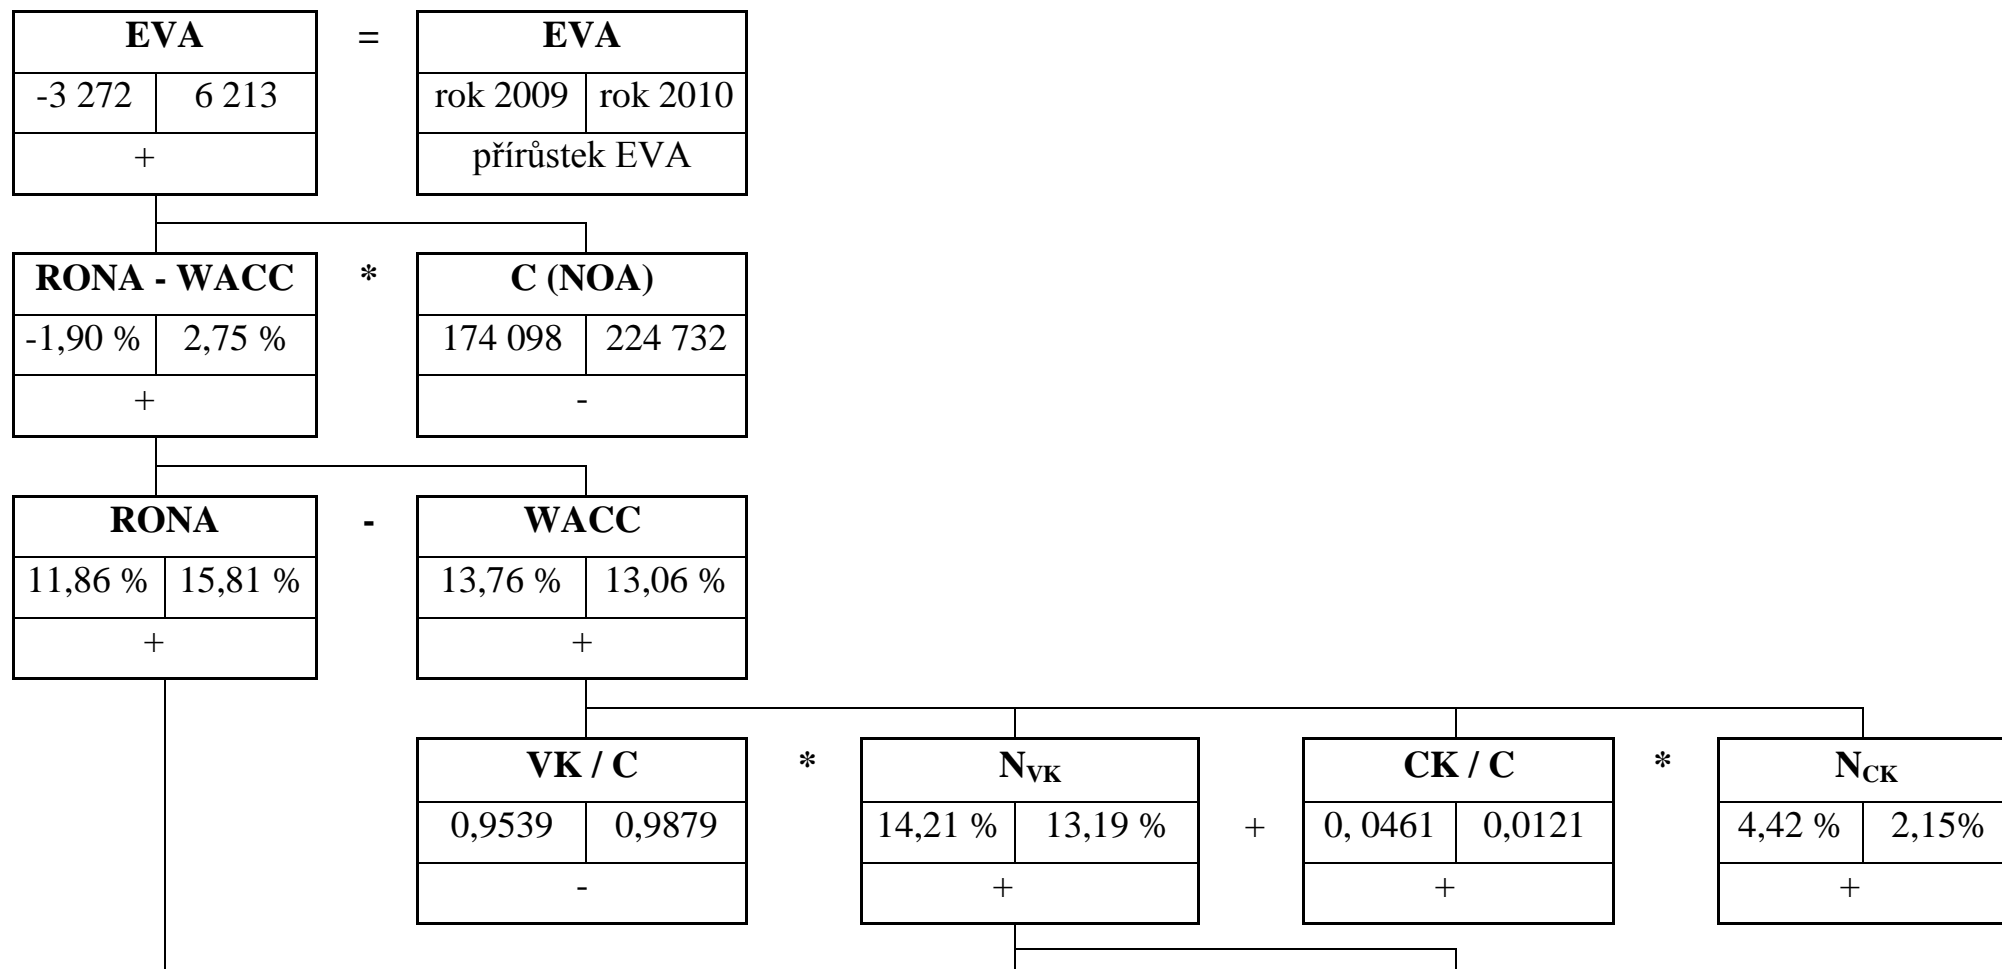 EVA = EVA
-3 272 6 213 rok 2009 rok 2010
+ přírůstek EVA
RONA - WACC * C (NOA)
-1,90 % 2,75 % 174 098 224 732
+ -
RONA - WACC
11,86 % 15,81 % 13,76 % 13,06 %
+ +
VK / C * NVK CK / C * NCK
0,9539 0,9879 14,21 % 13,19 % + 0, 0461 0,0121 4,42 % 2,15%
- + + +